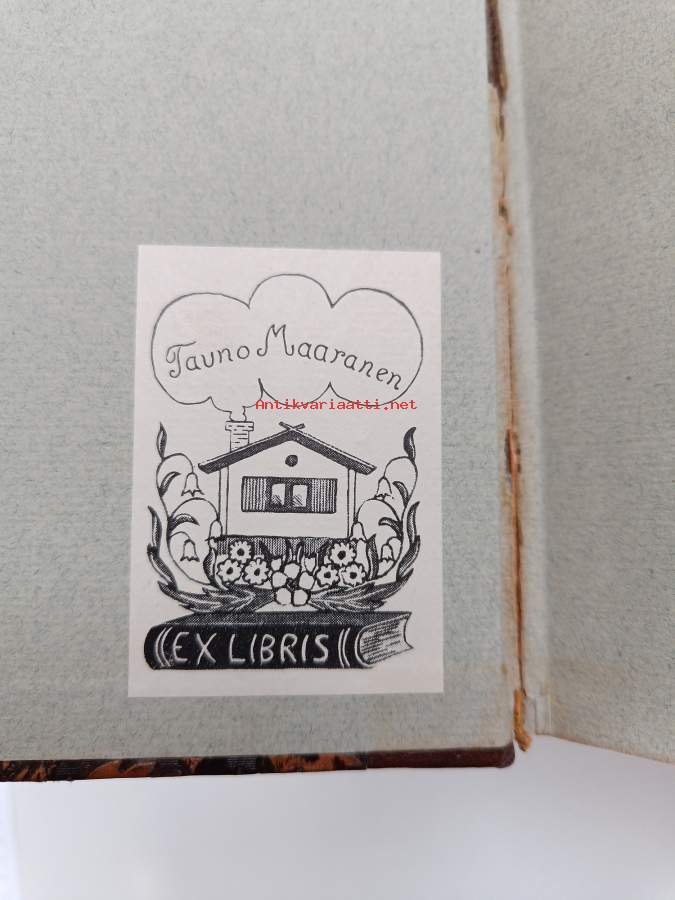 Tauno Maaranen
Antikvariaatti.net
EX LIBRIS